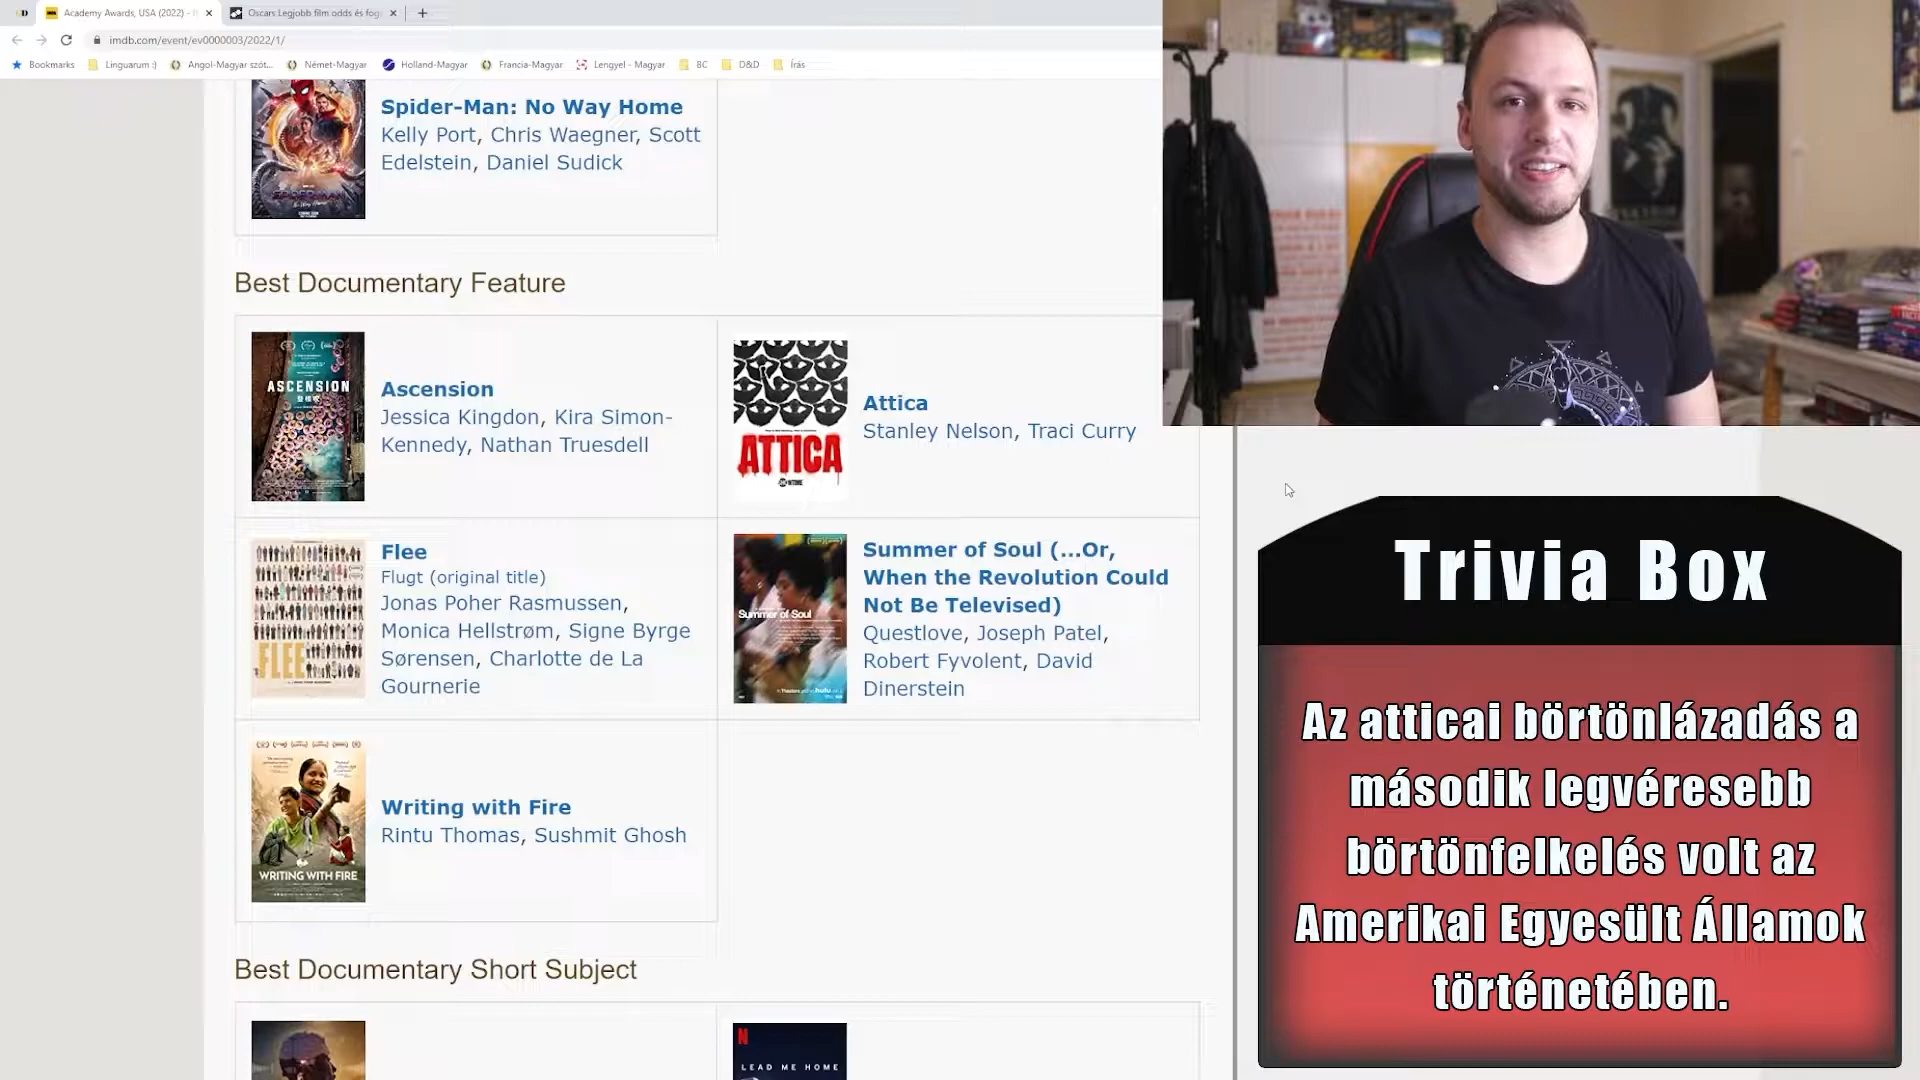 Academy Awards, USA (2022) -
Oscars Legjobb film odds és fog
imdb.com/event/ev0000003/2022/1/
Bookmarks
Linguarum :)
Angol-Magyar szót...
Német-Magyar
Holland-Magyar
Francia-Magyar
Lengyel - Magyar
BC
D&D
Írás
Spider-Man: No Way Home
Kelly Port, Chris Waegner, Scott
Edelstein, Daniel Sudick
Best Documentary Feature
ASCENSION
Ascension
Jessica Kingdon, Kira Simon-
Kennedy, Nathan Truesdell
ATTICA
SHOWTIME
Attica
Stanley Nelson, Traci Curry
FLEE
Flee
Flugt (original title)
Jonas Poher Rasmussen,
Monica Hellstrøm, Signe Byrge
Sørensen, Charlotte de La
Gournerie
Summer of Soul
hulu
Summer of Soul (...Or,
When the Revolution Could
Not Be Televised)
Questlove, Joseph Patel,
Robert Fyvolent, David
Dinerstein
WRITING WITH FIRE
Writing with Fire
Rintu Thomas, Sushmit Ghosh
Best Documentary Short Subject
N
LEAD ME HOME
Trivia Box
Az atticai börtönlázadás a
második legvéresebb
börtönfelkelés volt az
Amerikai Egyesült Államok
történetében.